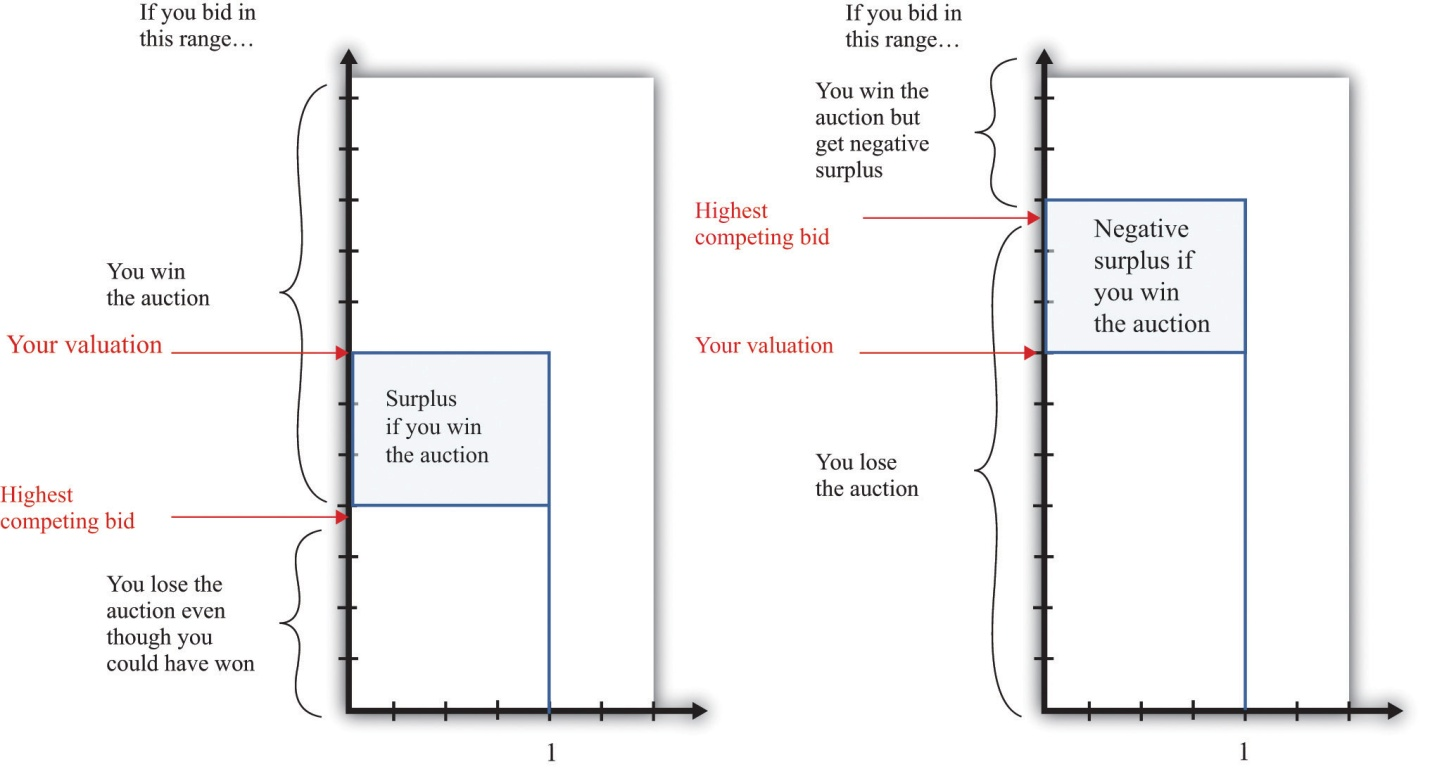 If you bid in
this range…
You win
the auction
Your valuation
Surplus
if you win
the auction
Highest
competing bid
You lose the
auction even
though you
could have won
1
If you bid in
this range…
You win the
auction but
get negative
surplus
Highest
competing bid
Negative
surplus if
you win
the auction
Your valuation
You lose
the auction
1